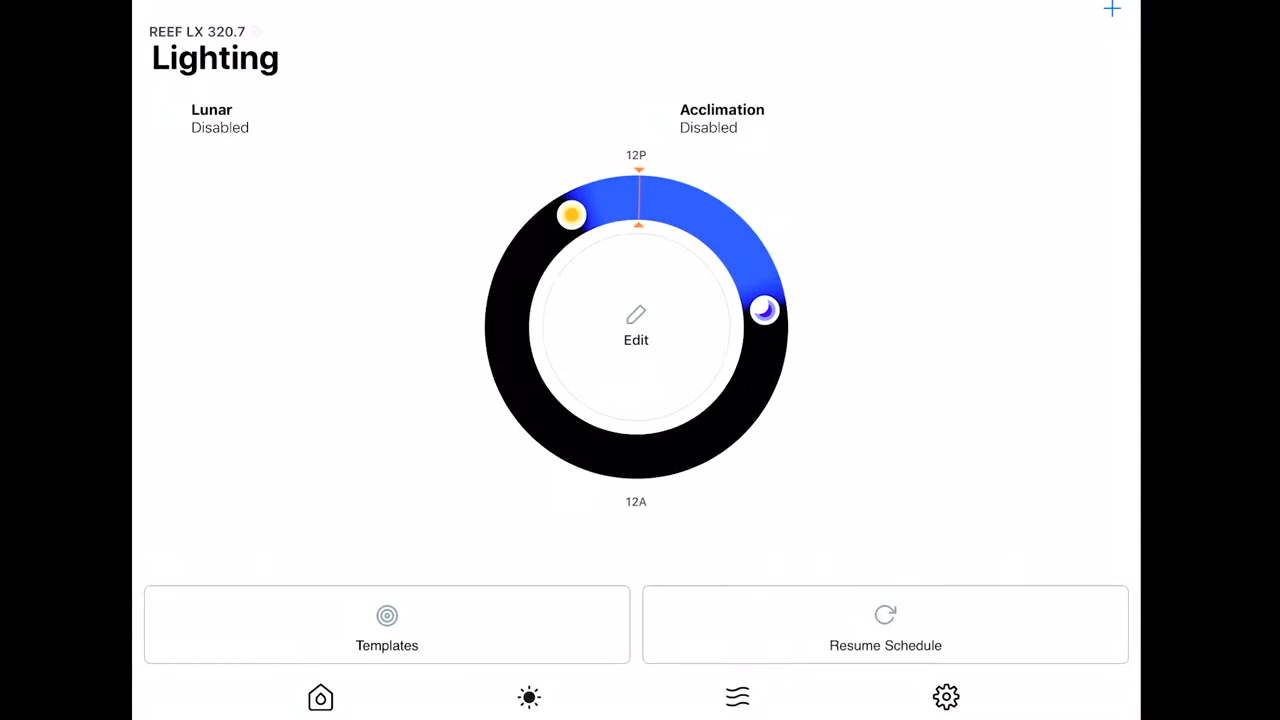 REEF LX 320.7
Lighting
Lunar
Disabled
Acclimation
Disabled
12P
Edit
12A
Templates
Resume Schedule